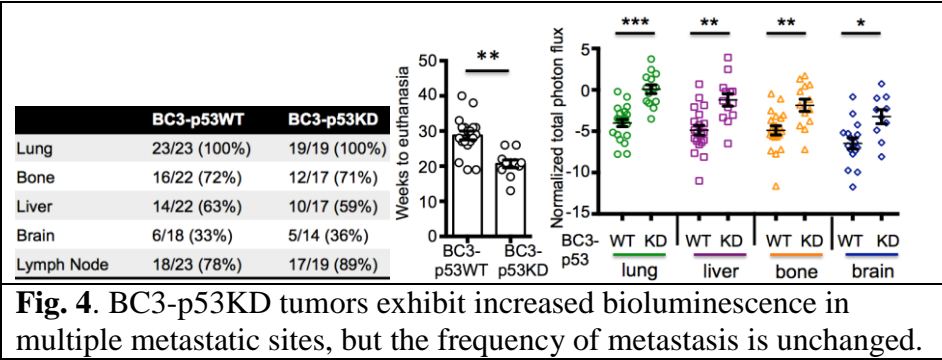 BC3-p53WT BC3-p53KD
Lung 23/23 (100%) 19/19 (100%)
Bone 16/22 (72%) 12/17 (71%)
Liver 14/22 (63%) 10/17 (59%)
Brain 6/18 (33%) 5/14 (36%)
Lymph Node 18/23 (78%) 17/19 (89%)
Weeks to euthanasia
50
40
30
20
10
0
**
BC3-
p53WT
BC3-
p53KD
Normalized total photon flux
5
0
-5
-10
-15
*** ** ** *
BC3-
p53
WT KD WT KD WT KD WT KD
lung liver bone brain
Fig. 4. BC3-p53KD tumors exhibit increased bioluminescence in
multiple metastatic sites, but the frequency of metastasis is unchanged.